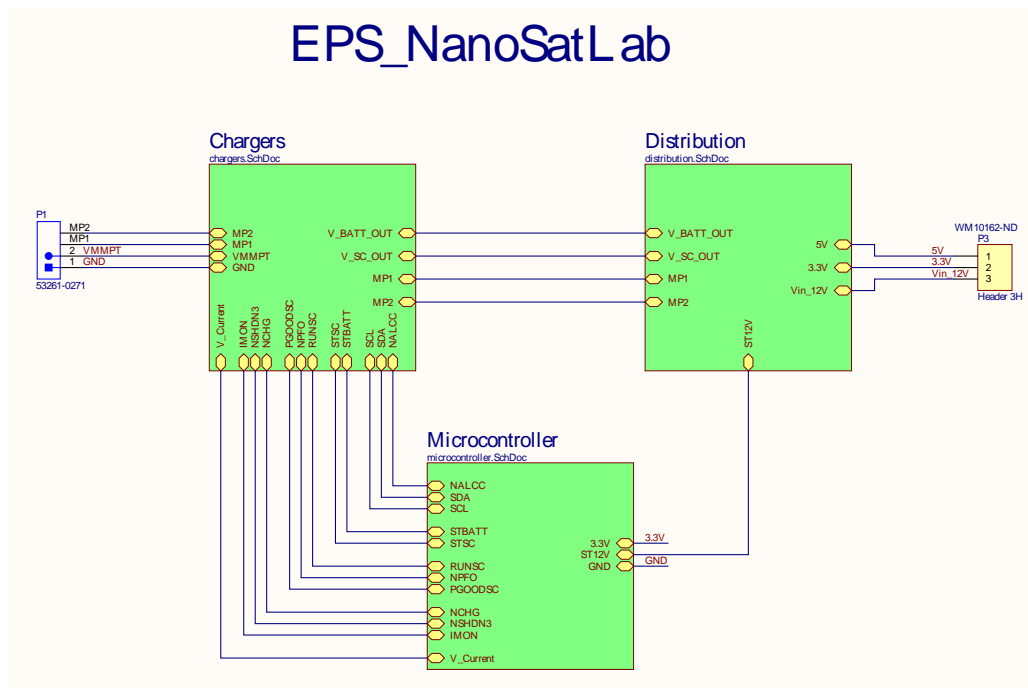 EPS_NanoSatLab
Chargers
chargers.SchDoc
Distribution
distribution.SchDoc
P1
MP2
MP1
2 VMMPT
1 GND
53261-0271
MP2
MP1
VMMPT
GND
V_BATT_OUT
V_SC_OUT
MP1
MP2
V_Current
IMON
NSHDN3
NCHG
PGOODSC
NPFO
RUNSC
STSC
STBATT
SCL
SDA
NALCC
V_BATT_OUT
V_SC_OUT
MP1
MP2
5V
3.3V
Vin_12V
ST12V
5V
3.3V
Vin_12V
WM10162-ND
P3
1
2
3
Header 3H
Microcontroller
microcontroller.SchDoc
NALCC
SDA
SCL
STBATT
STSC
RUNSC
NPFO
PGOODSC
NCHG
NSHDN3
IMON
V_Current
3.3V
ST12V
GND
3.3V
GND